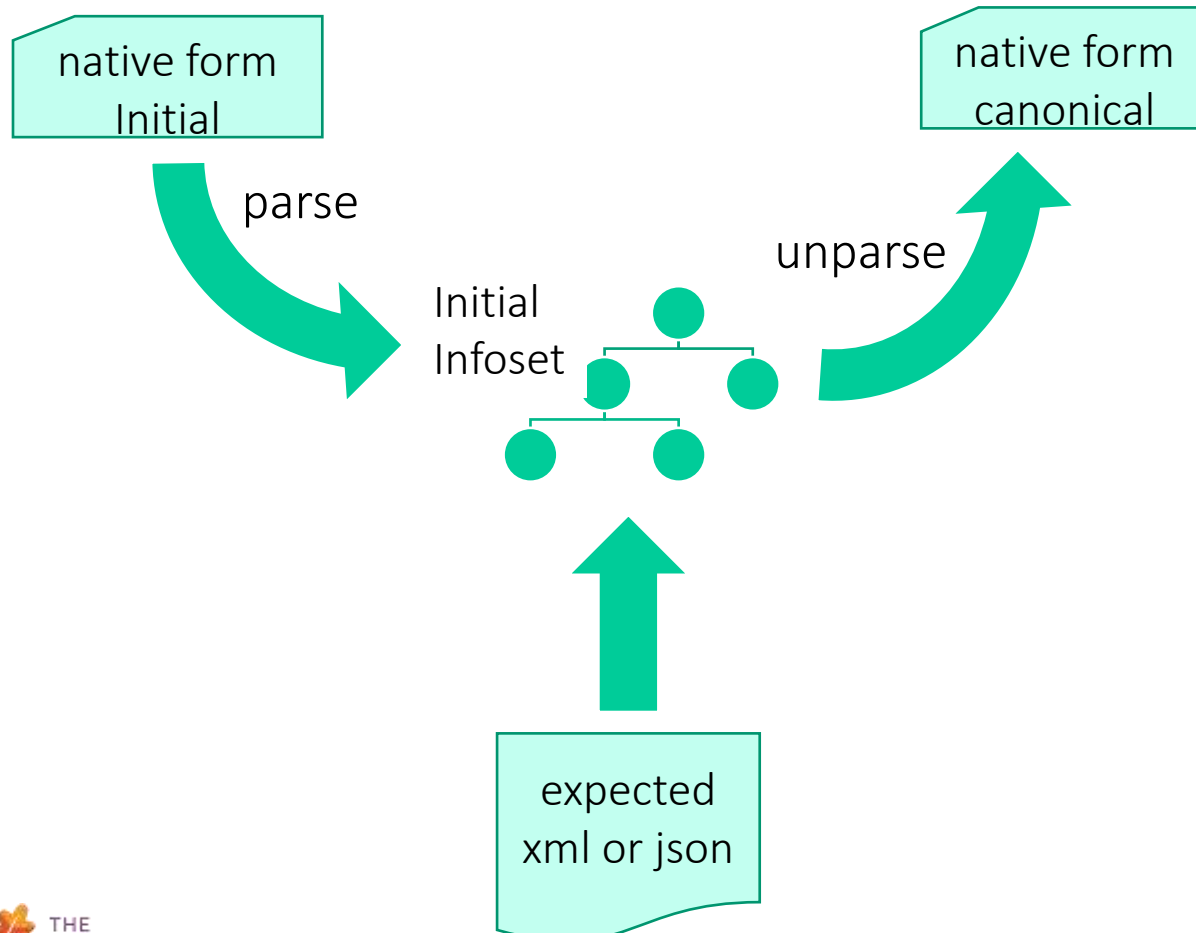 native form
Initial
native form
canonical
parse
unparse
Initial
Infoset
expected
xml or json
THE